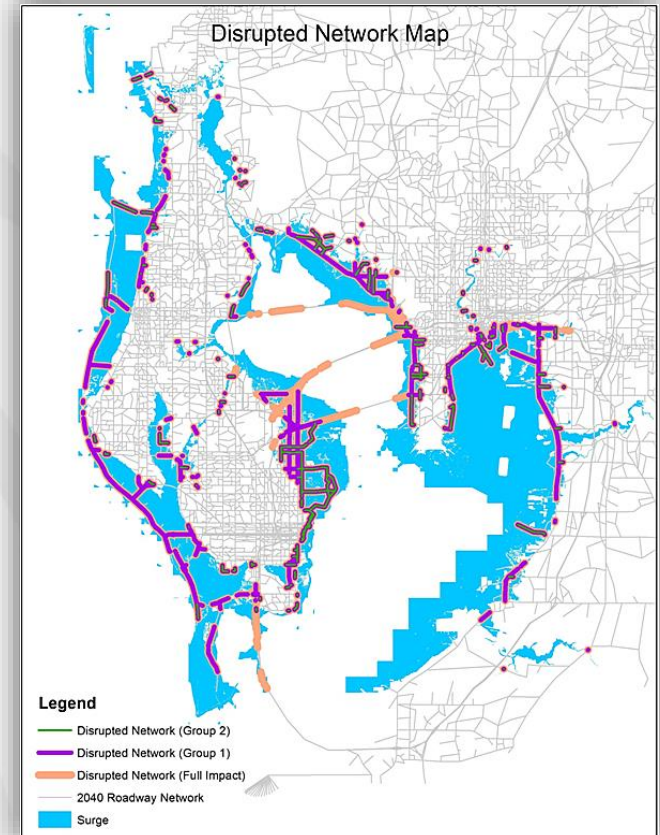 Disrupted Network Map
Legend
Disrupted Network (Group 2)
Disrupted Network (Group 1)
Disrupted Network (Full Impact)
2040 Roadway Network
Surge